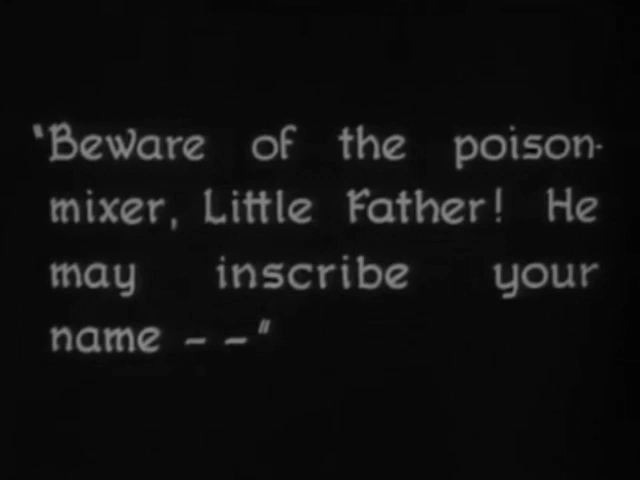 "Beware of the poison-
mixer, Little Father! He
may inscribe your
name - -"